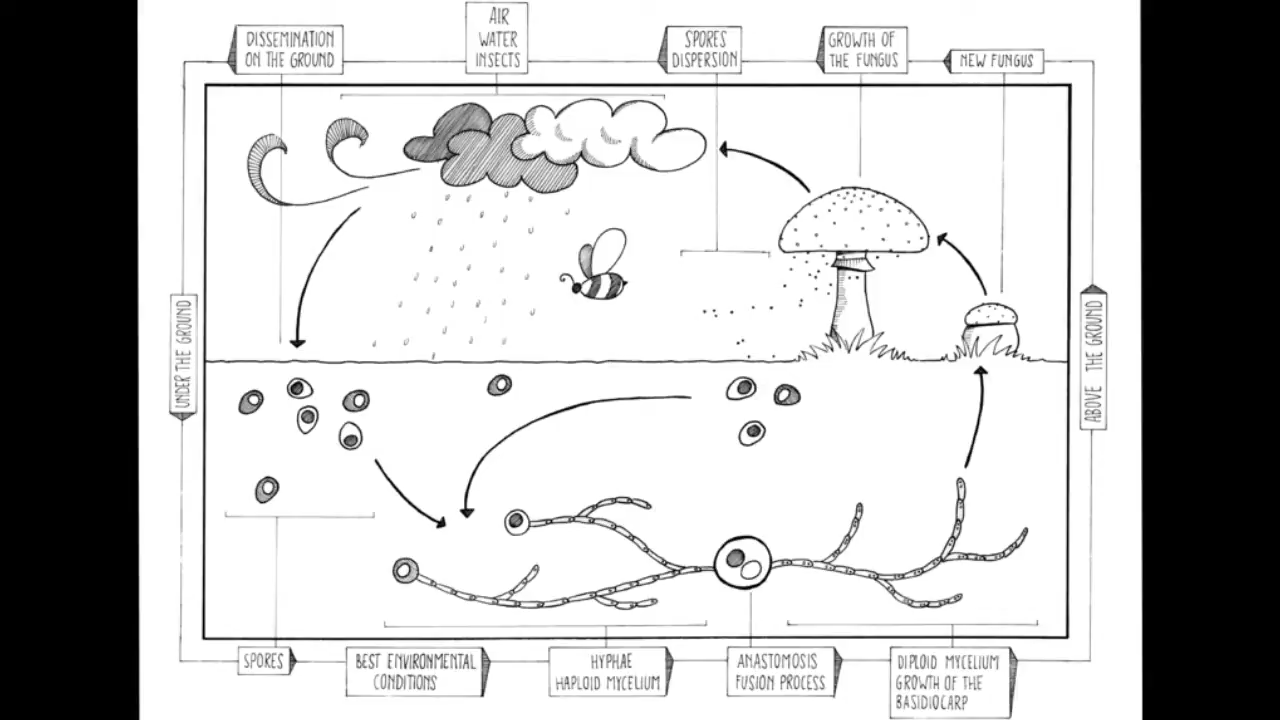 DISSEMINATION
ON THE GROUND
AIR
WATER
INSECTS
SPORES
DISPERSION
GROWTH OF
THE FUNGUS
NEW FUNGUS
UNDER THE GROUND
ABOVE THE GROUND
SPORES
BEST ENVIRONMENTAL
CONDITIONS
HYPHAE
HAPLOID MYCELIUM
ANASTOMOSIS
FUSION PROCESS
DIPLOID MYCELIUM
GROWTH OF THE
BASIDIOCARP